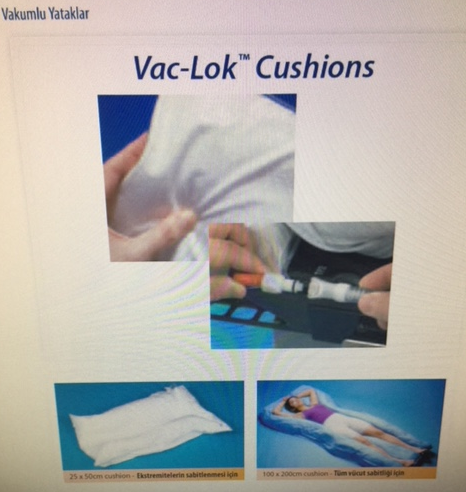 Vakumlu Yataklar
Vac-Lok™ Cushions
25 x 50cm cushion - Ekstremitelerin sabitlenmesi için
100 x 200cm cushion - Tüm vücut sabitliği için